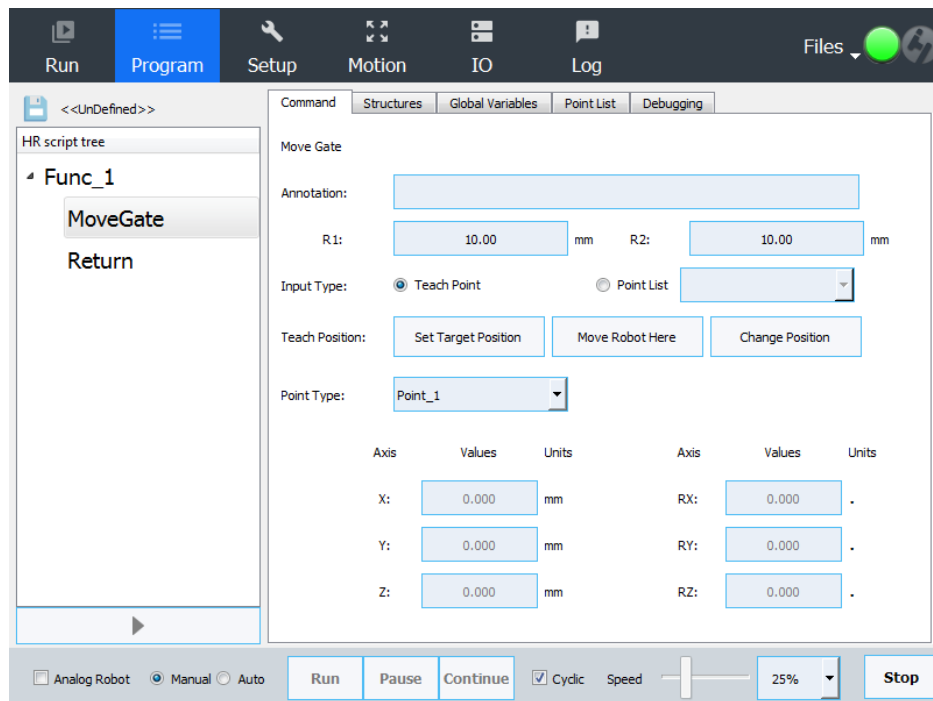 Run Program Setup Motion IO Log Files
<<UnDefined>>
HR script tree
Func_1
MoveGate
Return
Command Structures Global Variables Point List Debugging
Move Gate
Annotation:
R1: 10.00 mm R2: 10.00 mm
Input Type: Teach Point Point List
Teach Position: Set Target Position Move Robot Here Change Position
Point Type: Point_1
Axis Values Units Axis Values Units
X: 0.000 mm RX: 0.000 .
Y: 0.000 mm RY: 0.000 .
Z: 0.000 mm RZ: 0.000 .
Analog Robot Manual Auto Run Pause Continue Cyclic Speed 25% Stop